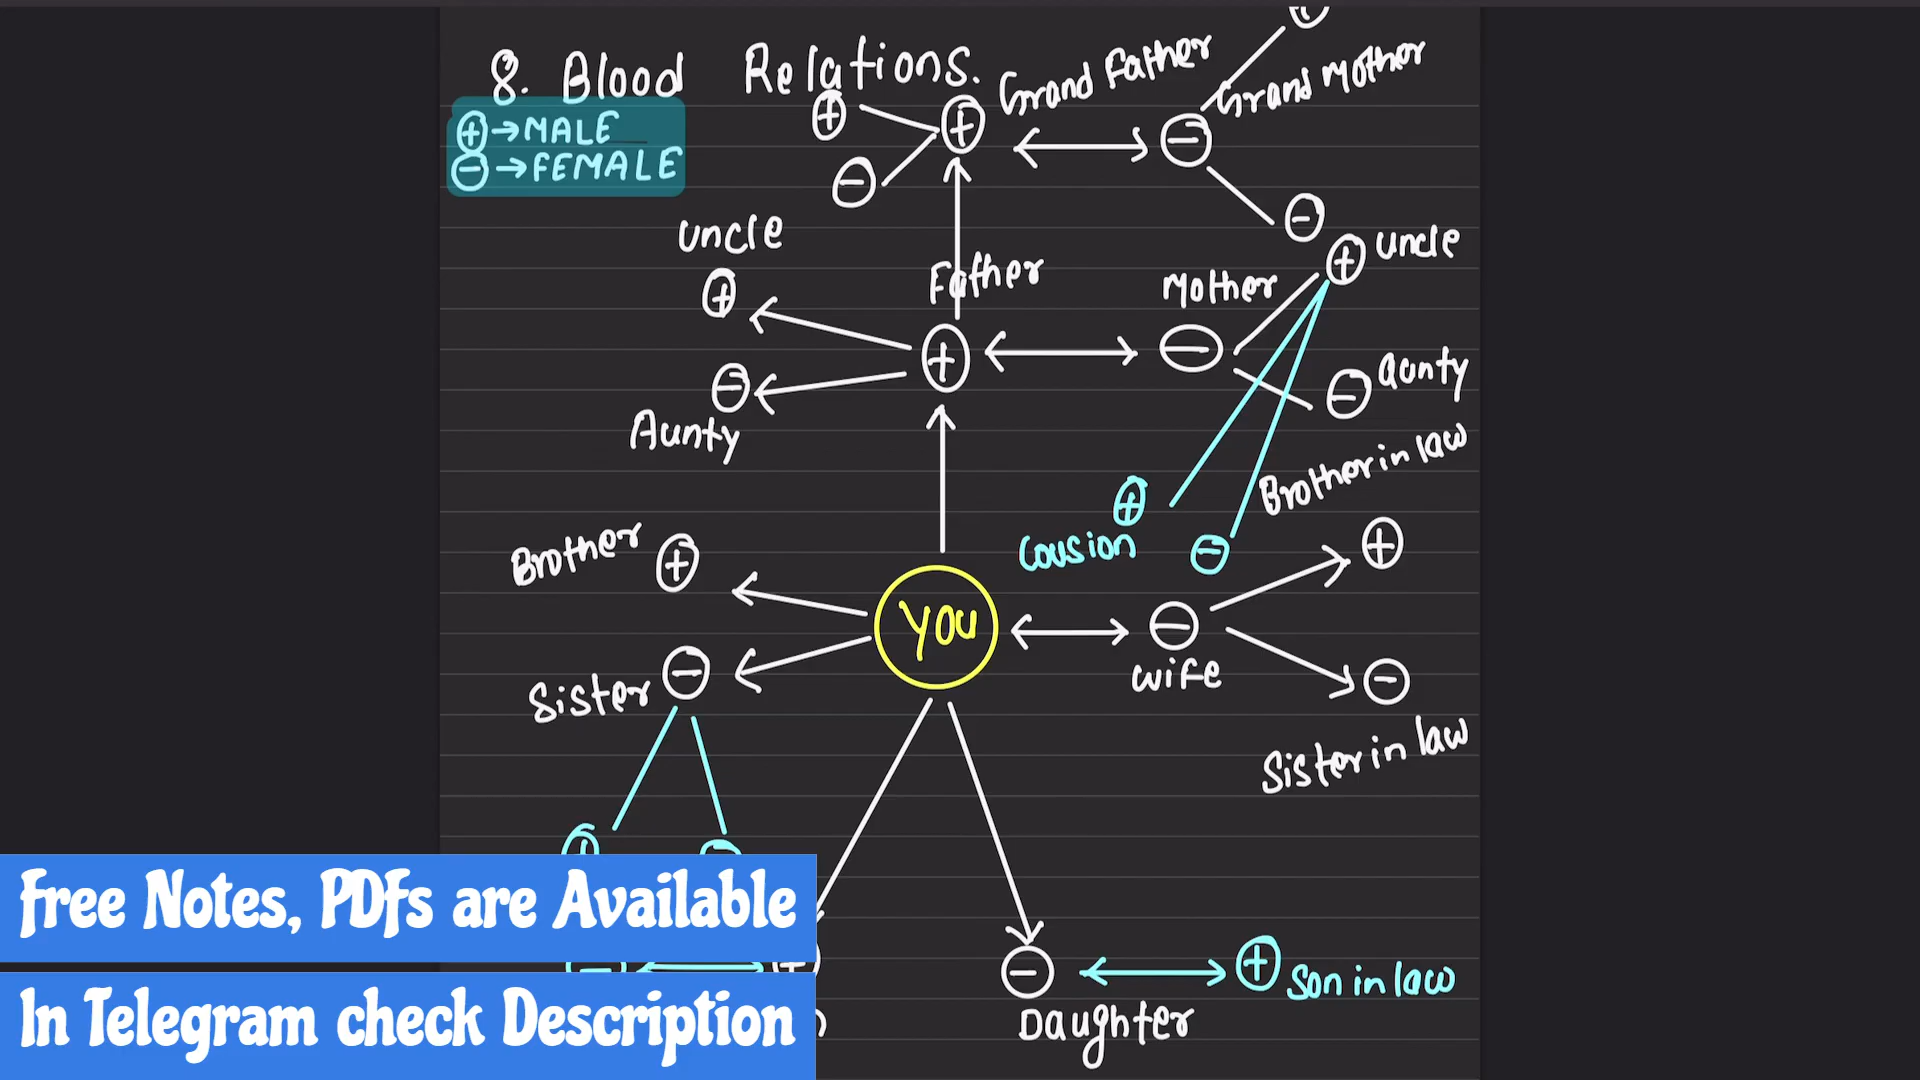 8. Blood Relations.
⊕→MALE
⊖→FEMALE
Grand Father
Grand Mother
uncle
Father
Mother
uncle
Aunty
aunty
Brother
Cousion
Brother in law
YOU
Sister
wife
Sister in law
Free Notes, PDFs are Available
In Telegram check Description
Daughter
Son in law